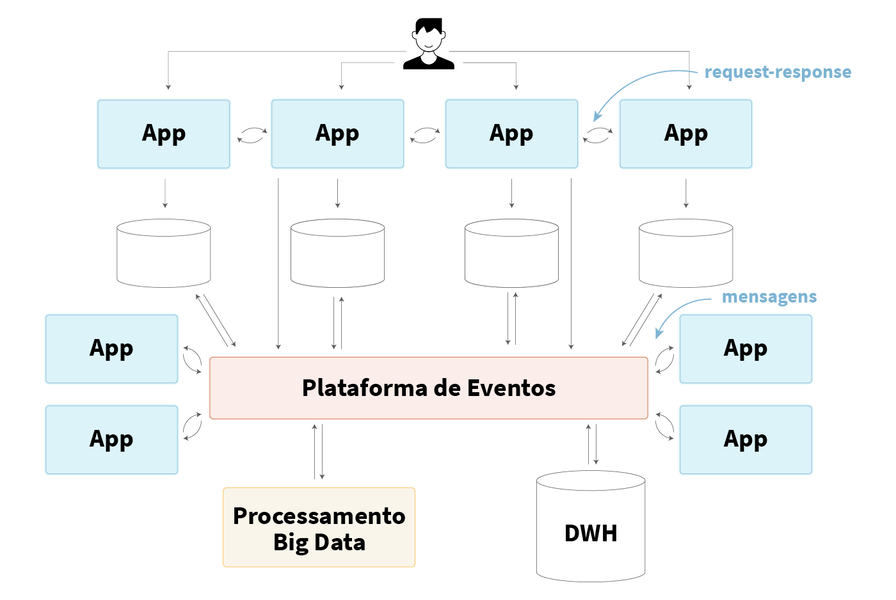 request-response
App
App
App
App
mensagens
App
App
Plataforma de Eventos
App
App
Processamento
Big Data
DWH